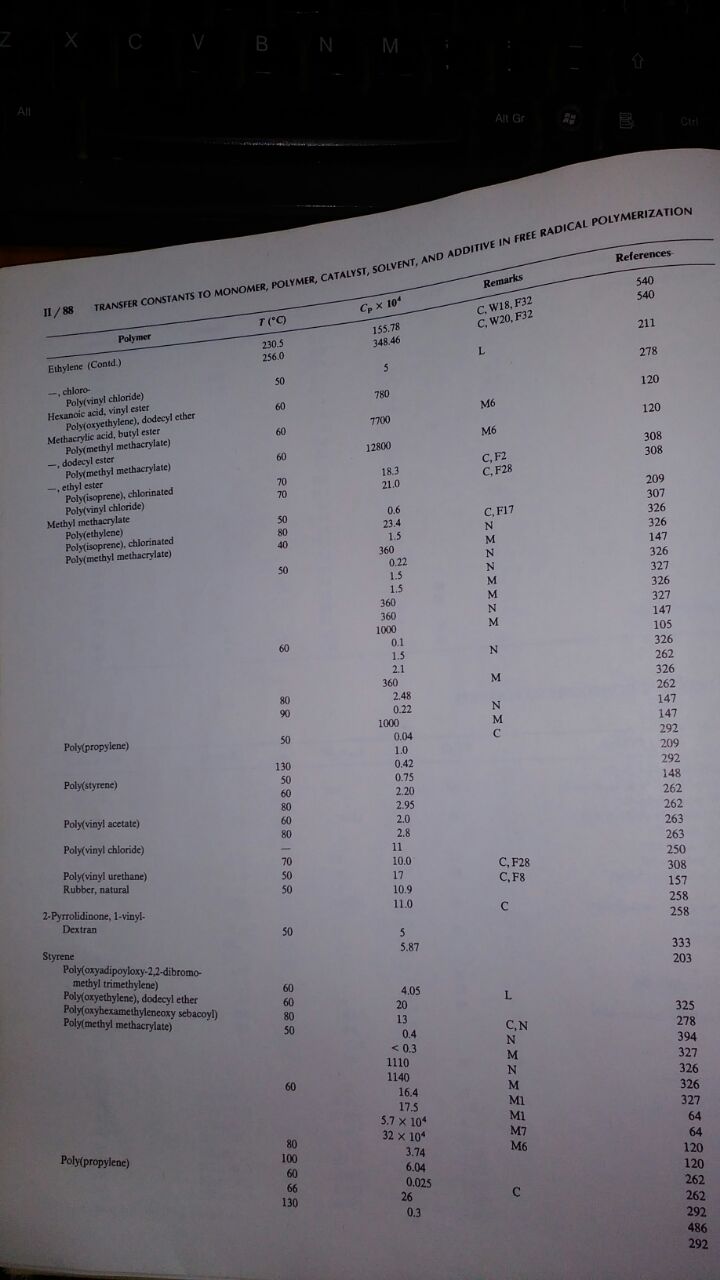 Z X C V B N M ; :
Alt Alt Gr Ctrl
II / 88 TRANSFER CONSTANTS TO MONOMER, POLYMER, CATALYST, SOLVENT, AND ADDITIVE IN FREE RADICAL POLYMERIZATION
Polymer T (°C) Cp × 10⁴ Remarks References
Ethylene (Contd.) 230.5 155.78 C, W18, F32 540
256.0 348.46 C, W20, F32 540
—, chloro-
Poly(vinyl chloride) 50 5 L 211
Hexanoic acid, vinyl ester
Poly(oxyethylene), dodecyl ether 60 780 278
Methacrylic acid, butyl ester
Poly(methyl methacrylate) 60 7700 M6 120
—, dodecyl ester
Poly(methyl methacrylate) 60 12800 M6 120
—, ethyl ester
Poly(isoprene), chlorinated 70 18.3 C, F2 308
Poly(vinyl chloride) 70 21.0 C, F28 308
Methyl methacrylate
Poly(ethylene) 50 0.6 209
Poly(isoprene), chlorinated 80 23.4 C, F17 307
Poly(methyl methacrylate) 40 1.5 N 326
360 M 326
50 0.22 N 147
1.5 N 326
1.5 M 327
360 M 326
360 N 327
1000 M 147
60 0.1 105
1.5 N 326
2.1 262
360 M 326
80 2.48 262
90 0.22 N 147
1000 M 147
Poly(propylene) 50 0.04 C 292
1.0 209
130 0.42 292
Poly(styrene) 50 0.75 148
60 2.20 262
80 2.95 262
Poly(vinyl acetate) 60 2.0 263
80 2.8 263
Poly(vinyl chloride) — 11 250
70 10.0 C, F28 308
Poly(vinyl urethane) 50 17 C, F8 157
Rubber, natural 50 10.9 258
11.0 C 258
2-Pyrrolidinone, 1-vinyl-
Dextran 50 5 333
5.87 203
Styrene
Poly(oxyadipoyloxy-2,2-dibromo-
methyl trimethylene) 60 4.05 325
Poly(oxyethylene), dodecyl ether 60 20 L 278
Poly(oxyhexamethyleneoxy sebacoyl) 80 13 394
Poly(methyl methacrylate) 50 0.4 C, N 327
< 0.3 N 326
1110 M 326
1140 N 327
60 16.4 M 64
17.5 M1 64
5.7 × 10⁴ M1 120
32 × 10⁴ M7 120
80 3.74 M6 262
100 6.04 262
Poly(propylene) 60 0.025 C 292
66 26 486
130 0.3 292